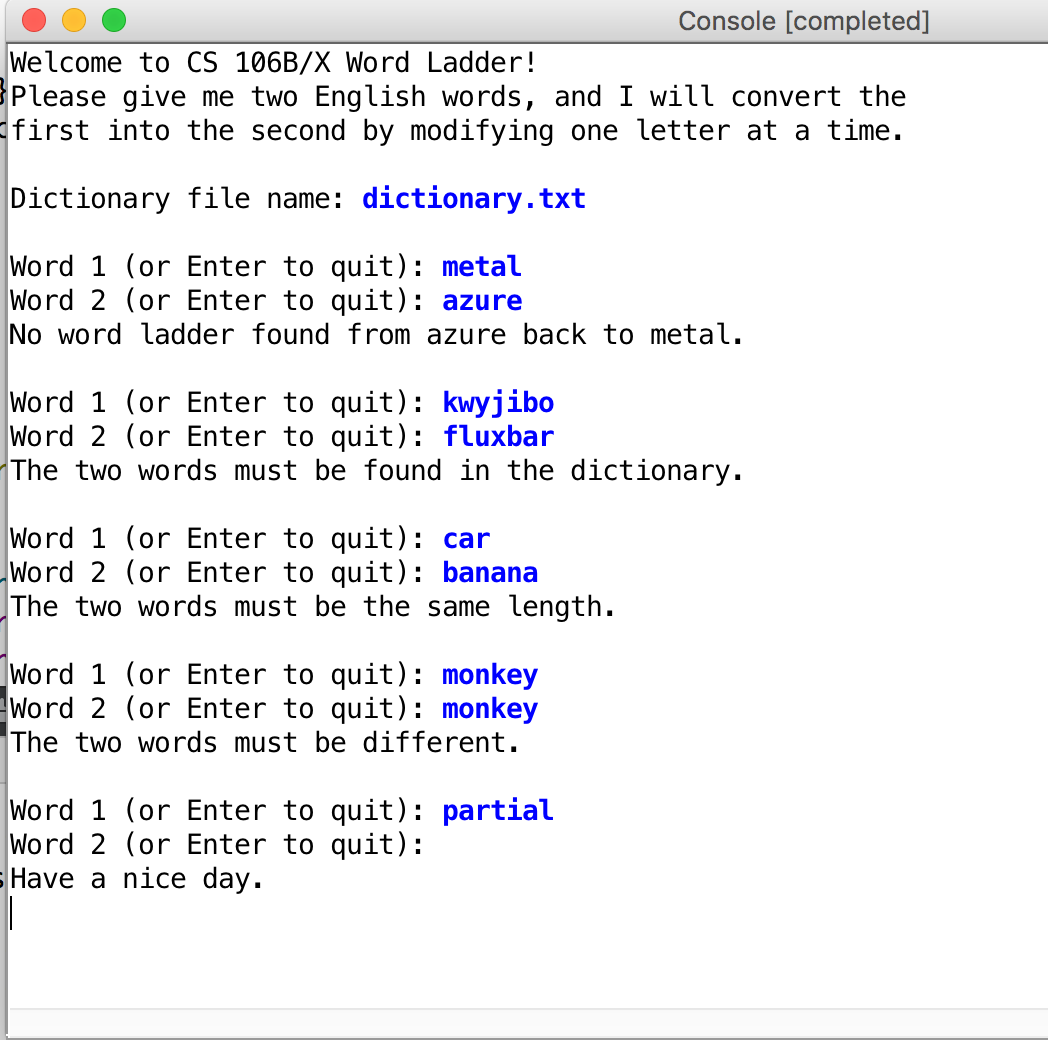 Console [completed]
Welcome to CS 106B/X Word Ladder!
Please give me two English words, and I will convert the
first into the second by modifying one letter at a time.
Dictionary file name: dictionary.txt
Word 1 (or Enter to quit): metal
Word 2 (or Enter to quit): azure
No word ladder found from azure back to metal.
Word 1 (or Enter to quit): kwyjibo
Word 2 (or Enter to quit): fluxbar
The two words must be found in the dictionary.
Word 1 (or Enter to quit): car
Word 2 (or Enter to quit): banana
The two words must be the same length.
Word 1 (or Enter to quit): monkey
Word 2 (or Enter to quit): monkey
The two words must be different.
Word 1 (or Enter to quit): partial
Word 2 (or Enter to quit):
Have a nice day.